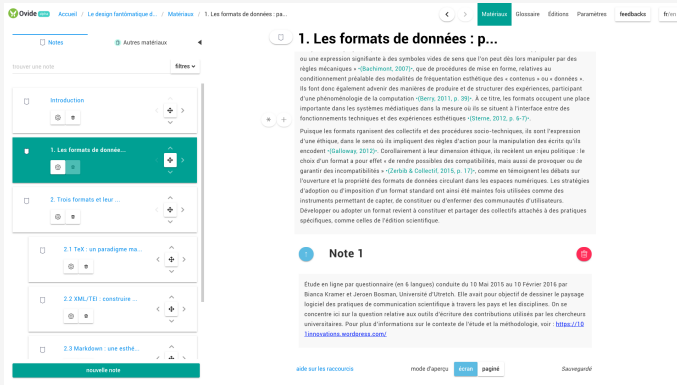 Ovide beta Accueil / Le design fantômatique d... / Matériaux / 1. Les formats de données : pa... Matériaux Glossaire Éditions Paramètres feedbacks fr/en
Notes Autres matériaux
trouver une note filtres
Introduction
1. Les formats de donnée...
2. Trois formats et leur ...
2.1 TeX : un paradigme ma...
2.2 XML/TEI : construire ...
2.3 Markdown : une esthé...
nouvelle note
1. Les formats de données : p...
ou une expression signifiante à des symboles vides de sens que l'on peut dès lors manipuler par des
règles mécaniques » (Bachimont, 2007), que de procédures de mise en forme, relatives au
conditionnement préalable des modalités de fréquentation esthétique des « contenus » ou « données ».
Ils font donc également advenir des manières de produire et de structurer des expériences, participant
d'une phénoménologie de la computation (Berry, 2011, p. 39). À ce titre, les formats occupent une place
importante dans les systèmes médiatiques dans la mesure où ils se situent à l'interface entre des
fonctionnements techniques et des expériences esthétiques (Sterne, 2012, p. 6-7).
Puisque les formats rganisent des collectifs et des procédures socio-techniques, ils sont l'expression
d'une éthique, dans le sens où ils impliquent des règles d'action pour la manipulation des écrits qu'ils
encodent (Galloway, 2012). Corollairement à leur dimension éthique, ils recèlent un enjeu politique : le
choix d'un format a pour effet « de rendre possibles des compatibilités, mais aussi de provoquer ou de
garantir des incompatibilités » (Zerbib & Collectif, 2015, p. 17), comme en témoignent les débats sur
l'ouverture et la propriété des formats de données circulant dans les espaces numériques. Les stratégies
d'adoption ou d'imposition d'un format standard ont ainsi été maintes fois utilisées comme des
instruments permettant de capter, de constituer ou d'enfermer des communautés d'utilisateurs.
Développer ou adopter un format revient à constituer et partager des collectifs attachés à des pratiques
spécifiques, comme celles de l'édition scientifique.
Note 1
Étude en ligne par questionnaire (en 6 langues) conduite du 10 Mai 2015 au 10 Février 2016 par
Bianca Kramer et Jeroen Bosman, Université d'Utretch. Elle avait pour objectif de dessiner le paysage
logiciel des pratiques de communication scientifique à travers les pays et les disciplines. On se
concentre ici sur la question relative aux outils d'écriture des contributions utilisés par les chercheurs
universitaires. Pour plus d'informations sur le contexte de l'étude et la méthodologie, voir : https://10
1innovations.wordpress.com/
aide sur les raccourcis mode d'aperçu écran paginé Sauvegardé